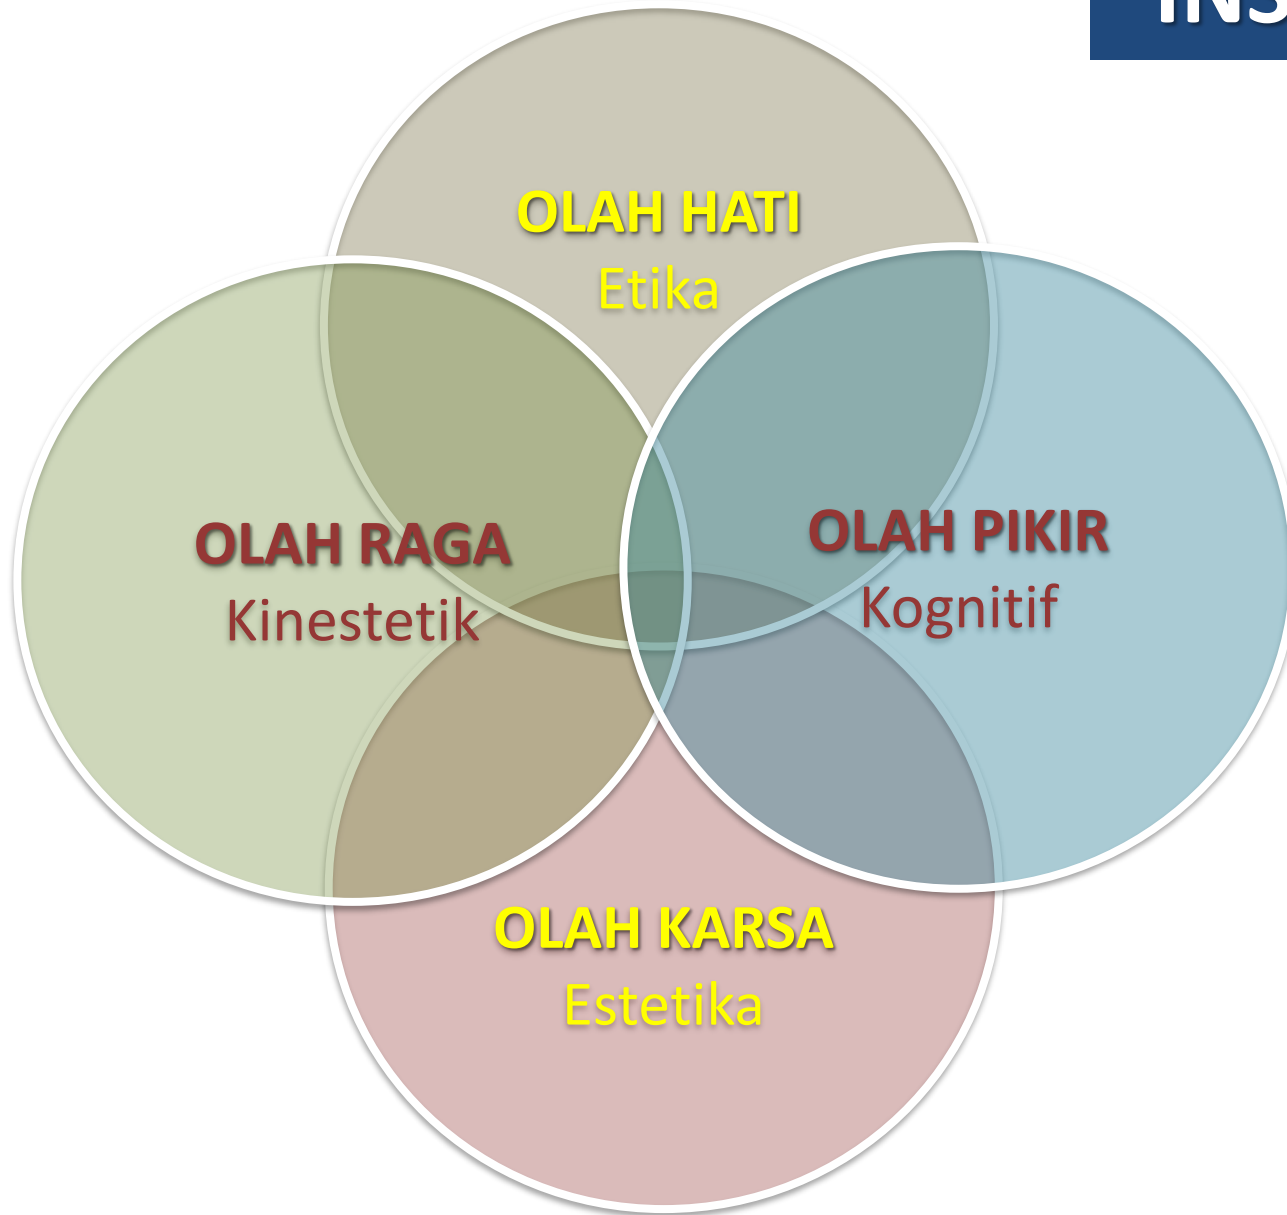 OLAH HATI
Etika
OLAH RAGA
Kinestetik
OLAH PIKIR
Kognitif
OLAH KARSA
Estetika